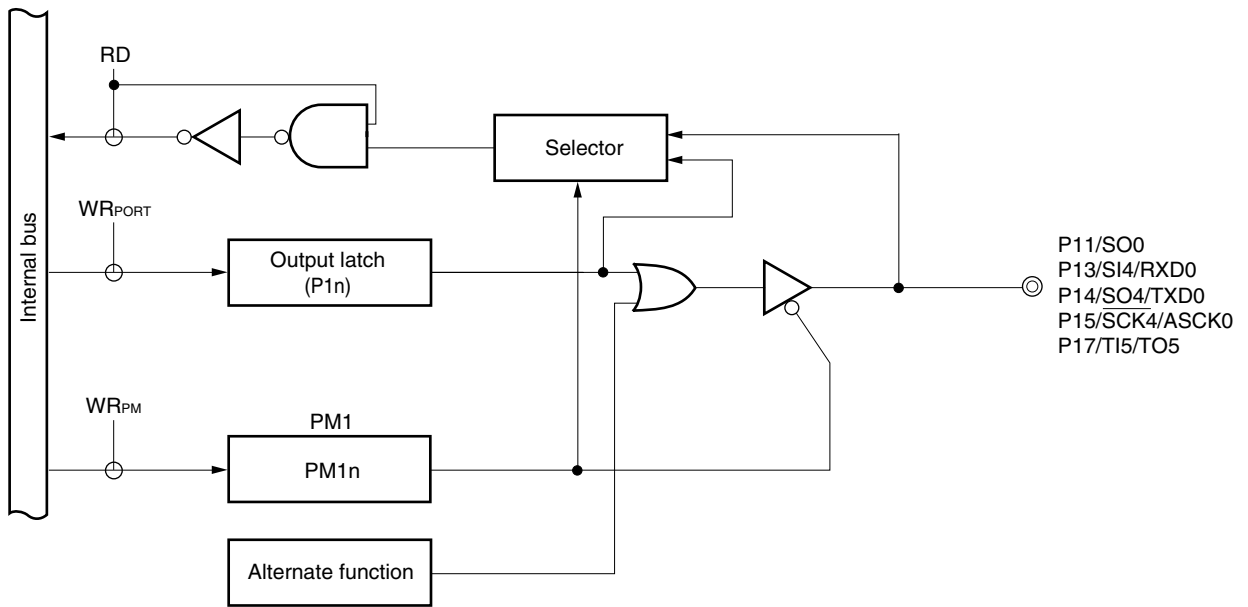 RD
Selector
Internal bus
WRPORT
Output latch
(P1n)
P11/SO0
P13/SI4/RXD0
P14/SO4/TXD0
P15/SCK4/ASCK0
P17/TI5/TO5
WRPM
PM1
PM1n
Alternate function